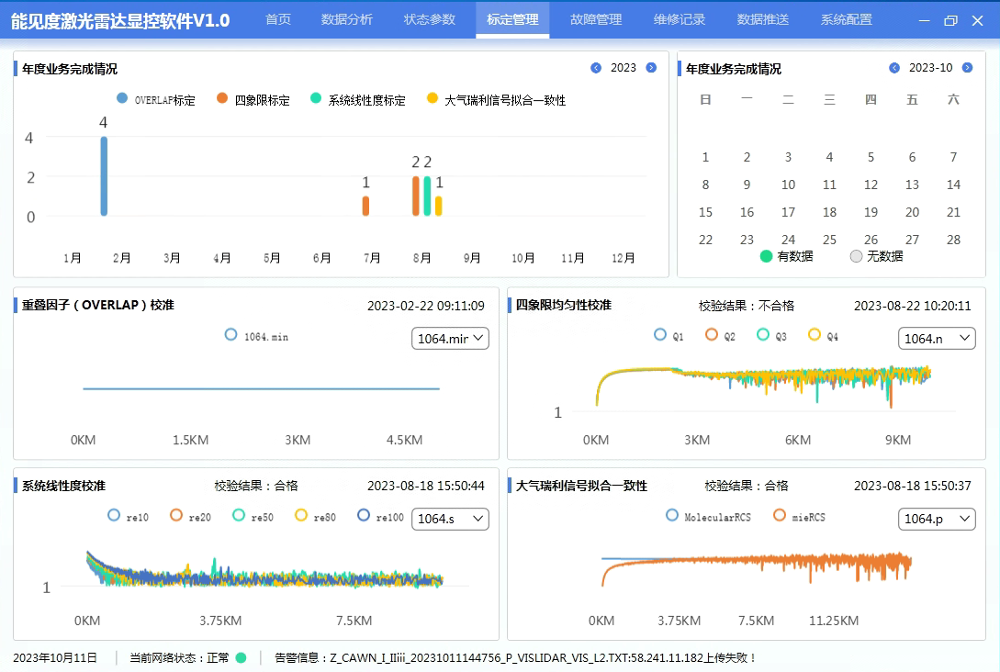 能见度激光雷达显控软件V1.0 首页 数据分析 状态参数 标定管理 故障管理 维修记录 数据推送 系统配置
年度业务完成情况 2023
OVERLAP标定 四象限标定 系统线性度标定 大气瑞利信号拟合一致性
4
4
2 2
2
1 1
0
1月 2月 3月 4月 5月 6月 7月 8月 9月 10月 11月 12月
年度业务完成情况 2023-10
日 一 二 三 四 五 六
1 2 3 4 5 6 7
8 9 10 11 12 13 14
15 16 17 18 19 20 21
22 23 24 25 26 27 28
有数据 无数据
重叠因子（OVERLAP）校准 2023-02-22 09:11:09
1064.min 1064.min
0KM 1.5KM 3KM 4.5KM
四象限均匀性校准 校验结果：不合格 2023-08-22 10:20:11
Q1 Q2 Q3 Q4 1064.n
1
0KM 3KM 6KM 9KM
系统线性度校准 校验结果：合格 2023-08-18 15:50:44
re10 re20 re50 re80 re100 1064.s
1
0KM 3.75KM 7.5KM
大气瑞利信号拟合一致性 校验结果：合格 2023-08-18 15:50:37
MolecularRCS mieRCS 1064.p
0KM 3.75KM 7.5KM 11.25KM
2023年10月11日 当前网络状态：正常 告警信息：Z_CAWN_I_IIiii_20231011144756_P_VISLIDAR_VIS_L2.TXT:58.241.11.182上传失败！